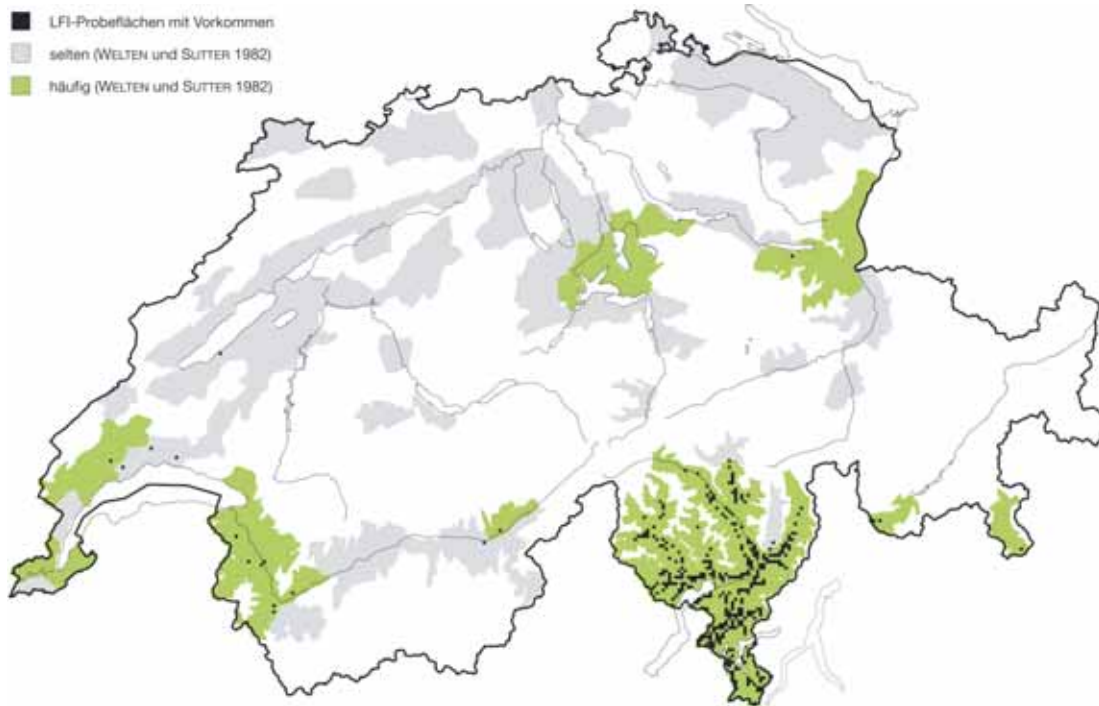 LFI-Probeflächen mit Vorkommen
selten (WELTEN und SUTTER 1982)
häufig (WELTEN und SUTTER 1982)